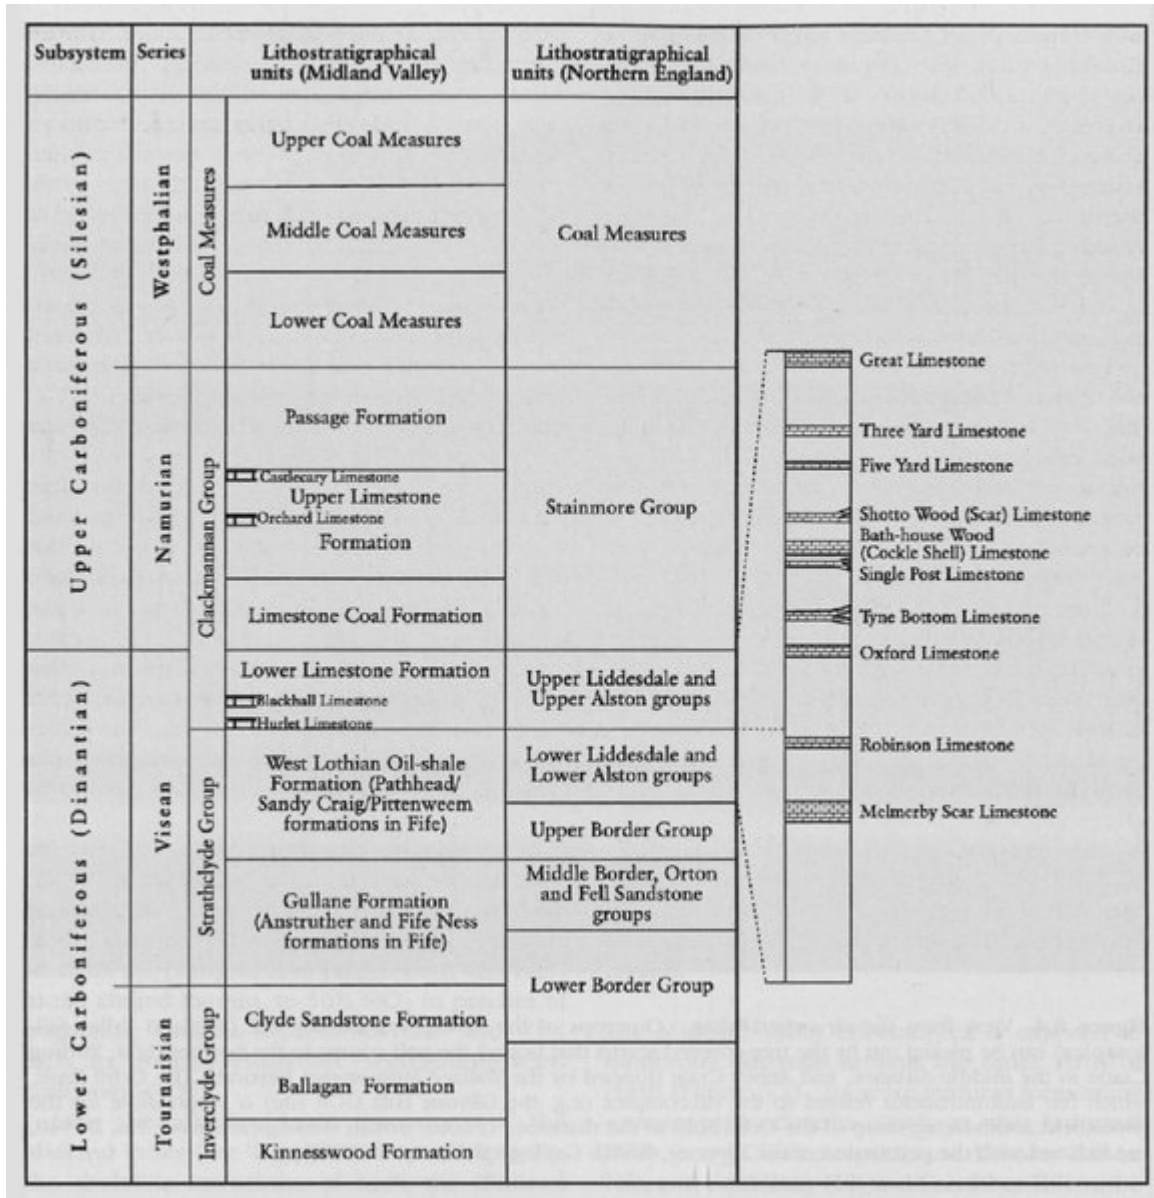 Subsystem
Series
Lithostratigraphical
units (Midland Valley)
Lithostratigraphical
units (Northern England)
Upper Carboniferous (Silesian)
Lower Carboniferous (Dinantian)
Westphalian
Namurian
Visean
Tournaisian
Coal Measures
Clackmannan Group
Strathclyde Group
Inverclyde Group
Upper Coal Measures
Middle Coal Measures
Lower Coal Measures
Passage Formation
Castlecary Limestone
Upper Limestone
Orchard Limestone
Formation
Limestone Coal Formation
Lower Limestone Formation
Blackhall Limestone
Hurlet Limestone
West Lothian Oil-shale
Formation (Pathhead/
Sandy Craig/Pittenweem
formations in Fife)
Gullane Formation
(Anstruther and Fife Ness
formations in Fife)
Clyde Sandstone Formation
Ballagan Formation
Kinnesswood Formation
Coal Measures
Stainmore Group
Upper Liddesdale and
Upper Alston groups
Lower Liddesdale and
Lower Alston groups
Upper Border Group
Middle Border, Orton
and Fell Sandstone
groups
Lower Border Group
Great Limestone
Three Yard Limestone
Five Yard Limestone
Shotto Wood (Scar) Limestone
Bath-house Wood
(Cockle Shell) Limestone
Single Post Limestone
Tyne Bottom Limestone
Oxford Limestone
Robinson Limestone
Melmerby Scar Limestone